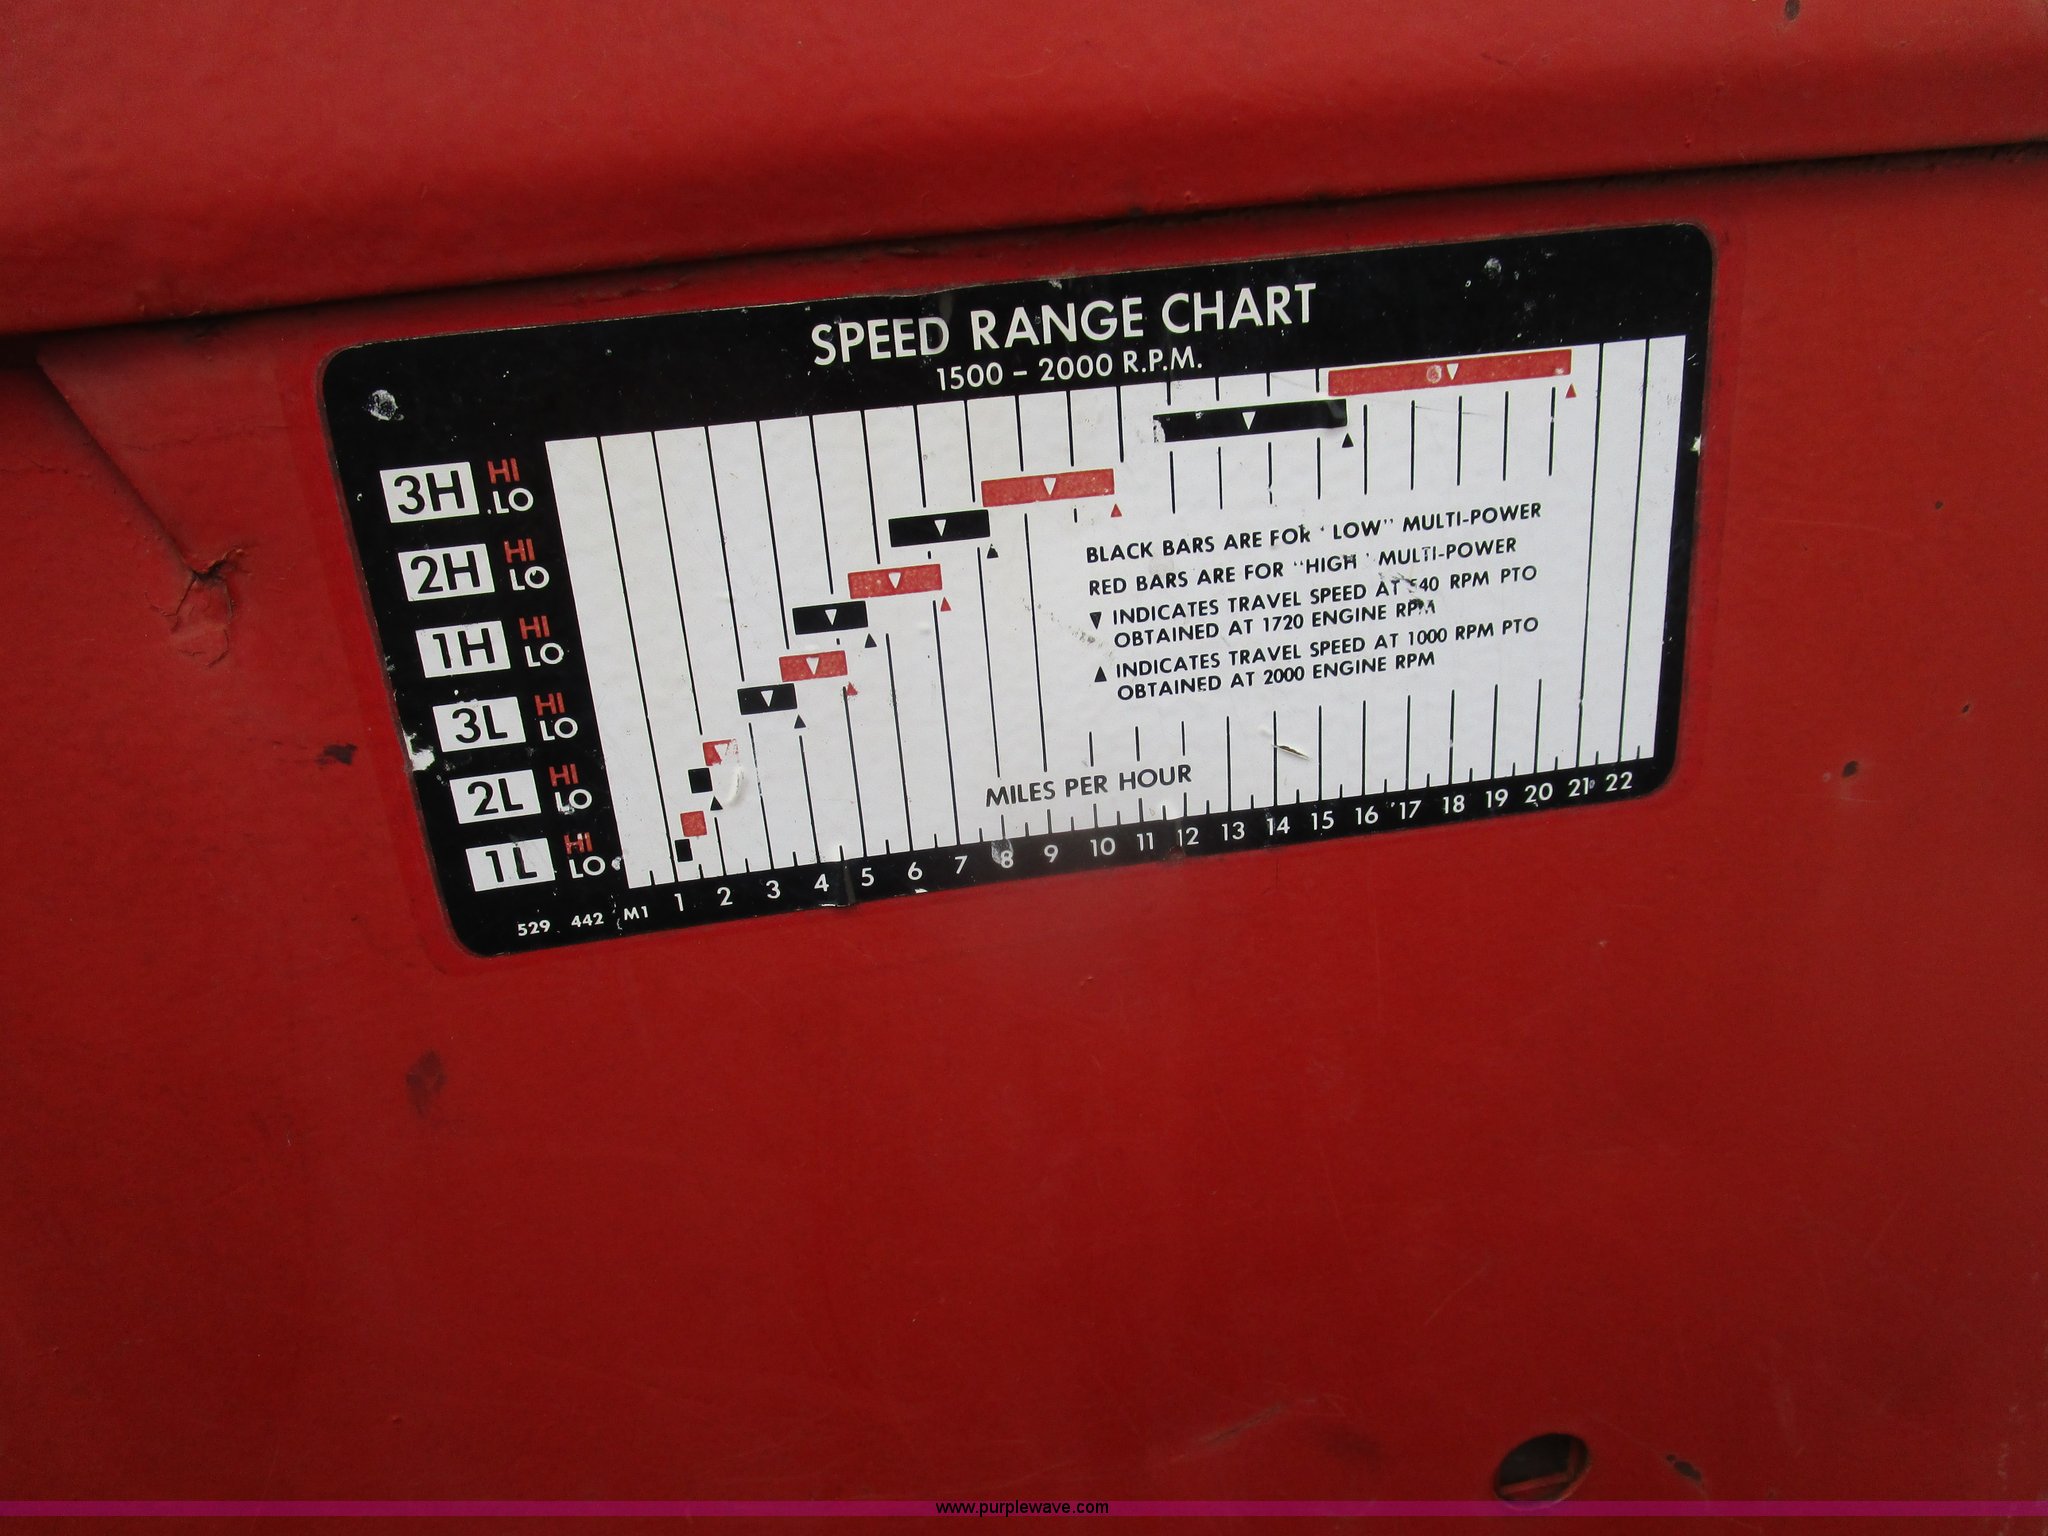 SPEED RANGE CHART
1500 – 2000 R.P.M.
3H HI LO
2H HI LO
1H HI LO
3L HI LO
2L HI LO
1L HI LO
BLACK BARS ARE FOR "LOW" MULTI-POWER
RED BARS ARE FOR "HIGH" MULTI-POWER
▼ INDICATES TRAVEL SPEED AT 540 RPM PTO
OBTAINED AT 1720 ENGINE RPM
▲ INDICATES TRAVEL SPEED AT 1000 RPM PTO
OBTAINED AT 2000 ENGINE RPM
MILES PER HOUR
1 2 3 4 5 6 7 8 9 10 11 12 13 14 15 16 17 18 19 20 21 22
529 442 M1
www.purplewave.com